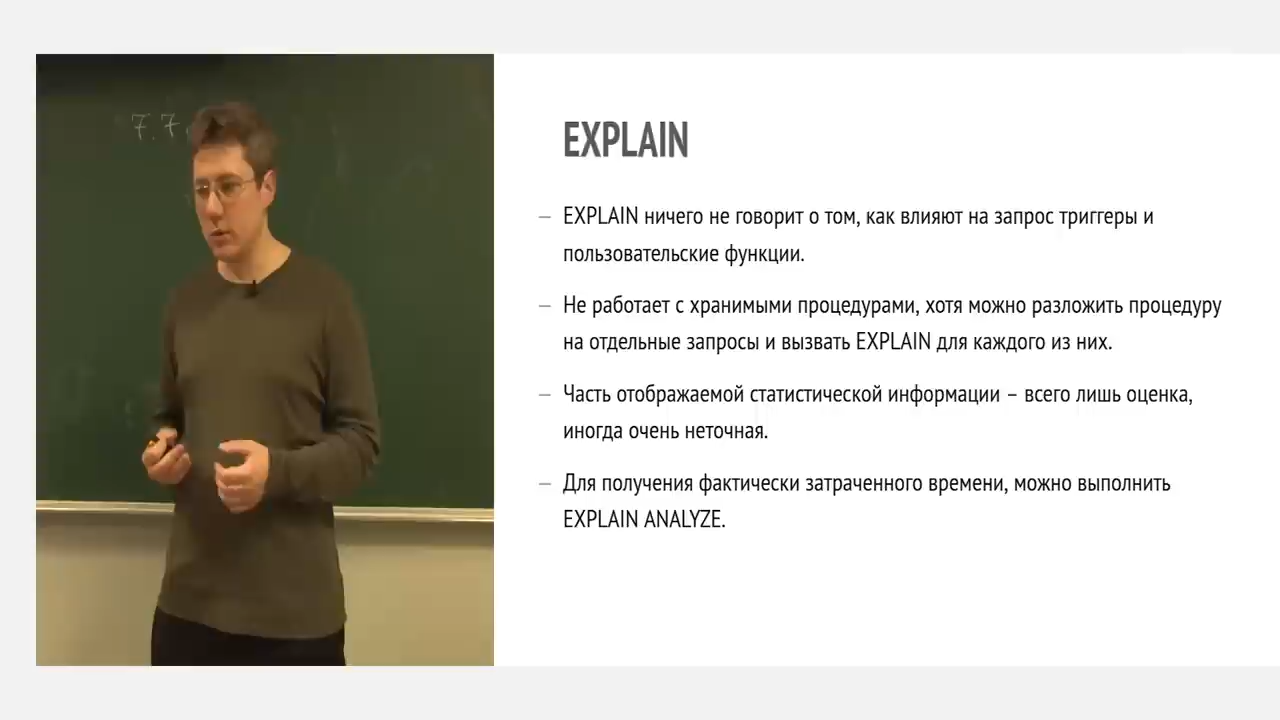 7.7
EXPLAIN
– EXPLAIN ничего не говорит о том, как влияют на запрос триггеры и
пользовательские функции.
– Не работает с хранимыми процедурами, хотя можно разложить процедуру
на отдельные запросы и вызвать EXPLAIN для каждого из них.
– Часть отображаемой статистической информации – всего лишь оценка,
иногда очень неточная.
– Для получения фактически затраченного времени, можно выполнить
EXPLAIN ANALYZE.